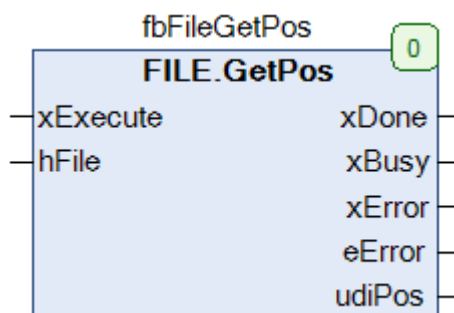 fbFileGetPos
0
FILE.GetPos
xExecute xDone
hFile xBusy
xError
eError
udiPos